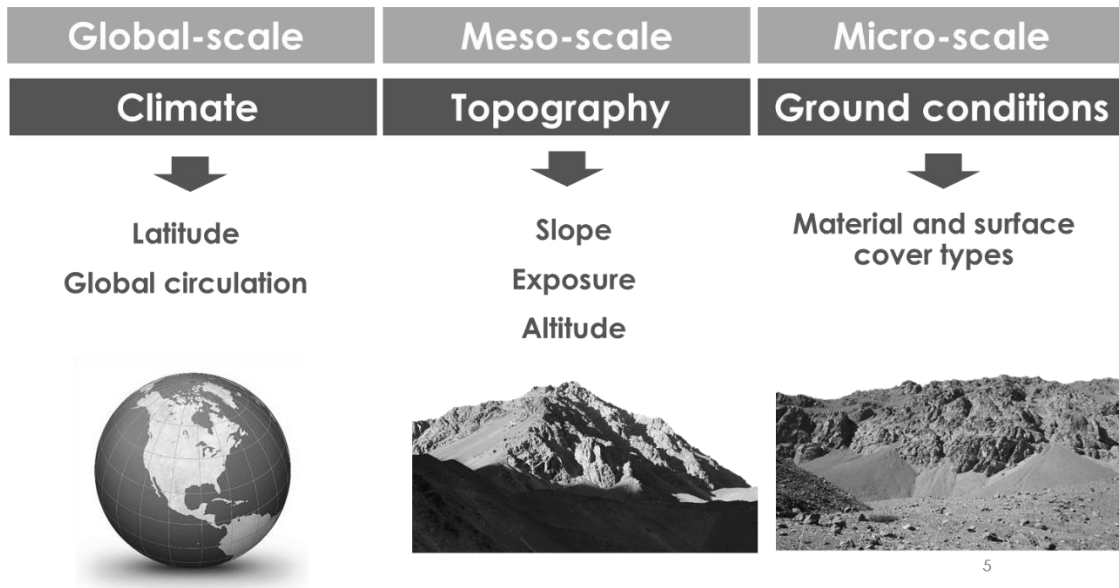 Global-scale
Meso-scale
Micro-scale
Climate
Topography
Ground conditions
Latitude
Global circulation
Slope
Exposure
Altitude
Material and surface
cover types
5